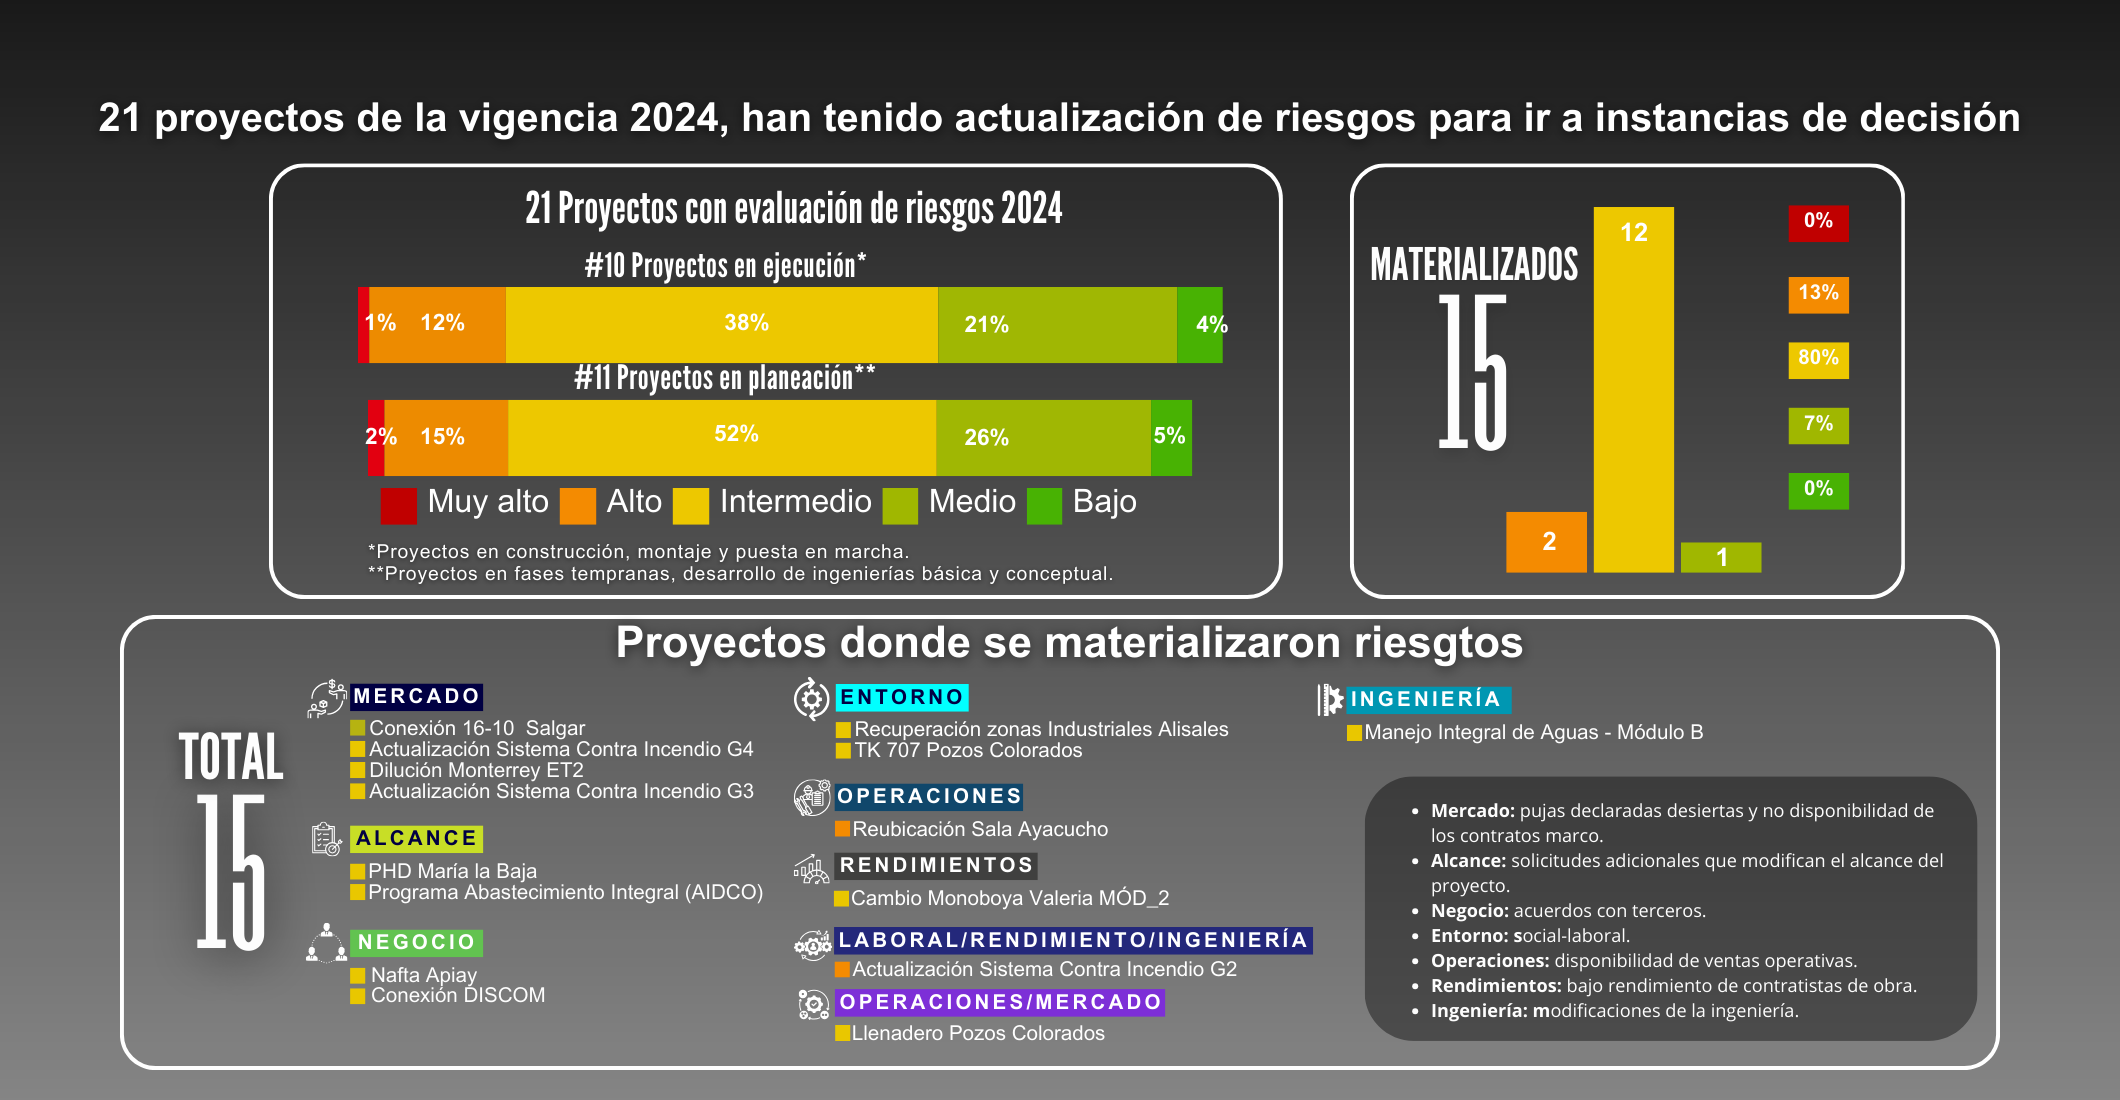 21 proyectos de la vigencia 2024, han tenido actualización de riesgos para ir a instancias de decisión
21 Proyectos con evaluación de riesgos 2024
#10 Proyectos en ejecución*
1% 12% 38% 21% 4%
#11 Proyectos en planeación**
2% 15% 52% 26% 5%
Muy alto Alto Intermedio Medio Bajo
*Proyectos en construcción, montaje y puesta en marcha.
**Proyectos en fases tempranas, desarrollo de ingenierías básica y conceptual.
MATERIALIZADOS
15
12
2
1
0%
13%
80%
7%
0%
Proyectos donde se materializaron riesgtos
TOTAL
15
MERCADO
Conexión 16-10 Salgar
Actualización Sistema Contra Incendio G4
Dilución Monterrey ET2
Actualización Sistema Contra Incendio G3
ALCANCE
PHD María la Baja
Programa Abastecimiento Integral (AIDCO)
NEGOCIO
Nafta Apiay
Conexión DISCOM
ENTORNO
Recuperación zonas Industriales Alisales
TK 707 Pozos Colorados
OPERACIONES
Reubicación Sala Ayacucho
RENDIMIENTOS
Cambio Monoboya Valeria MÓD_2
LABORAL/RENDIMIENTO/INGENIERÍA
Actualización Sistema Contra Incendio G2
OPERACIONES/MERCADO
Llenadero Pozos Colorados
INGENIERÍA
Manejo Integral de Aguas - Módulo B
• Mercado: pujas declaradas desiertas y no disponibilidad de
los contratos marco.
• Alcance: solicitudes adicionales que modifican el alcance del
proyecto.
• Negocio: acuerdos con terceros.
• Entorno: social-laboral.
• Operaciones: disponibilidad de ventas operativas.
• Rendimientos: bajo rendimiento de contratistas de obra.
• Ingeniería: modificaciones de la ingeniería.